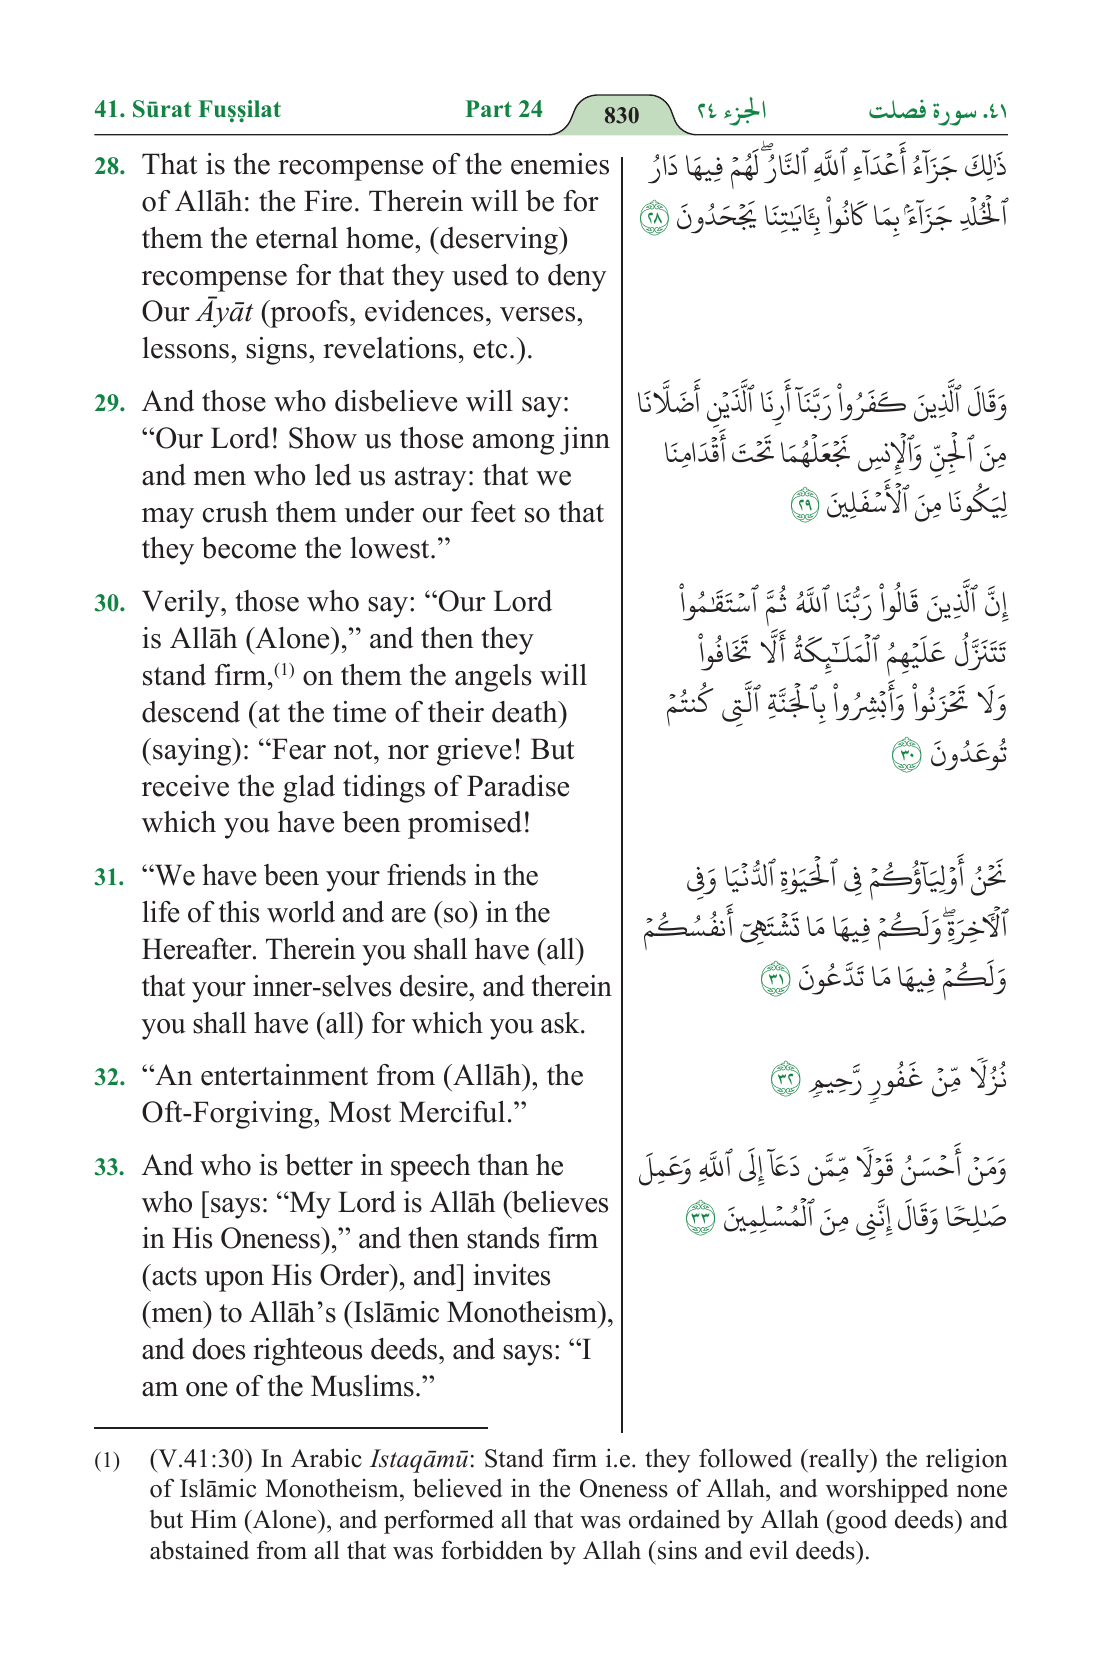 41. Sūrat Fuṣṣilat Part 24 830 الجزء ٢٤ ٤١. سورة فصلت
28. That is the recompense of the enemies
of Allāh: the Fire. Therein will be for
them the eternal home, (deserving)
recompense for that they used to deny
Our Āyāt (proofs, evidences, verses,
lessons, signs, revelations, etc.).
ذَٰلِكَ جَزَآءُ أَعۡدَآءِ ٱللَّهِ ٱلنَّارُۖ لَهُمۡ فِيهَا دَارُ
ٱلۡخُلۡدِ جَزَآءَۢ بِمَا كَانُواْ بِـَٔايَٰتِنَا يَجۡحَدُونَ ٢٨
29. And those who disbelieve will say:
“Our Lord! Show us those among jinn
and men who led us astray: that we
may crush them under our feet so that
they become the lowest.”
وَقَالَ ٱلَّذِينَ كَفَرُواْ رَبَّنَآ أَرِنَا ٱلَّذَيۡنِ أَضَلَّانَا
مِنَ ٱلۡجِنِّ وَٱلۡإِنسِ نَجۡعَلۡهُمَا تَحۡتَ أَقۡدَامِنَا
لِيَكُونَا مِنَ ٱلۡأَسۡفَلِينَ ٢٩
30. Verily, those who say: “Our Lord
is Allāh (Alone),” and then they
stand firm,(1) on them the angels will
descend (at the time of their death)
(saying): “Fear not, nor grieve! But
receive the glad tidings of Paradise
which you have been promised!
إِنَّ ٱلَّذِينَ قَالُواْ رَبُّنَا ٱللَّهُ ثُمَّ ٱسۡتَقَٰمُواْ
تَتَنَزَّلُ عَلَيۡهِمُ ٱلۡمَلَٰٓئِكَةُ أَلَّا تَخَافُواْ
وَلَا تَحۡزَنُواْ وَأَبۡشِرُواْ بِٱلۡجَنَّةِ ٱلَّتِي كُنتُمۡ
تُوعَدُونَ ٣٠
31. “We have been your friends in the
life of this world and are (so) in the
Hereafter. Therein you shall have (all)
that your inner-selves desire, and therein
you shall have (all) for which you ask.
نَحۡنُ أَوۡلِيَآؤُكُمۡ فِي ٱلۡحَيَوٰةِ ٱلدُّنۡيَا وَفِي
ٱلۡأٓخِرَةِۖ وَلَكُمۡ فِيهَا مَا تَشۡتَهِيٓ أَنفُسُكُمۡ
وَلَكُمۡ فِيهَا مَا تَدَّعُونَ ٣١
32. “An entertainment from (Allāh), the
Oft-Forgiving, Most Merciful.”
نُزُلٗا مِّنۡ غَفُورٖ رَّحِيمٖ ٣٢
33. And who is better in speech than he
who [says: “My Lord is Allāh (believes
in His Oneness),” and then stands firm
(acts upon His Order), and] invites
(men) to Allāh’s (Islāmic Monotheism),
and does righteous deeds, and says: “I
am one of the Muslims.”
وَمَنۡ أَحۡسَنُ قَوۡلٗا مِّمَّن دَعَآ إِلَى ٱللَّهِ وَعَمِلَ
صَٰلِحٗا وَقَالَ إِنَّنِي مِنَ ٱلۡمُسۡلِمِينَ ٣٣
(1) (V.41:30) In Arabic Istaqāmū: Stand firm i.e. they followed (really) the religion
of Islāmic Monotheism, believed in the Oneness of Allah, and worshipped none
but Him (Alone), and performed all that was ordained by Allah (good deeds) and
abstained from all that was forbidden by Allah (sins and evil deeds).